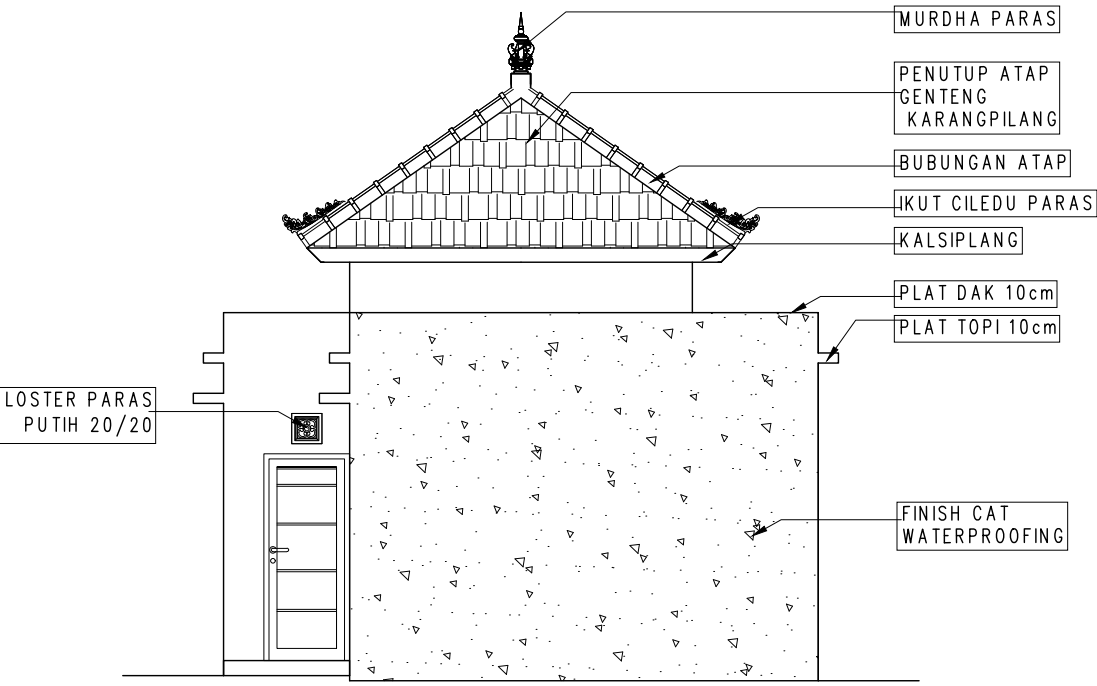 MURDHA PARAS
PENUTUP ATAP
GENTENG
KARANGPILANG
BUBUNGAN ATAP
IKUT CILEDU PARAS
KALSIPLANG
PLAT DAK 10cm
PLAT TOPI 10cm
LOSTER PARAS
PUTIH 20/20
FINISH CAT
WATERPROOFING